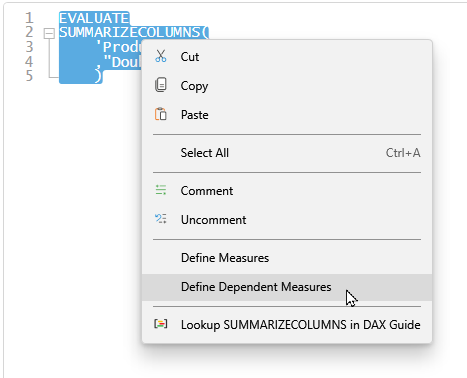 1 EVALUATE
2 SUMMARIZECOLUMNS(
3 'Produ
4 ,"Doub
5 )
Cut
Copy
Paste
Select All Ctrl+A
Comment
Uncomment
Define Measures
Define Dependent Measures
Lookup SUMMARIZECOLUMNS in DAX Guide